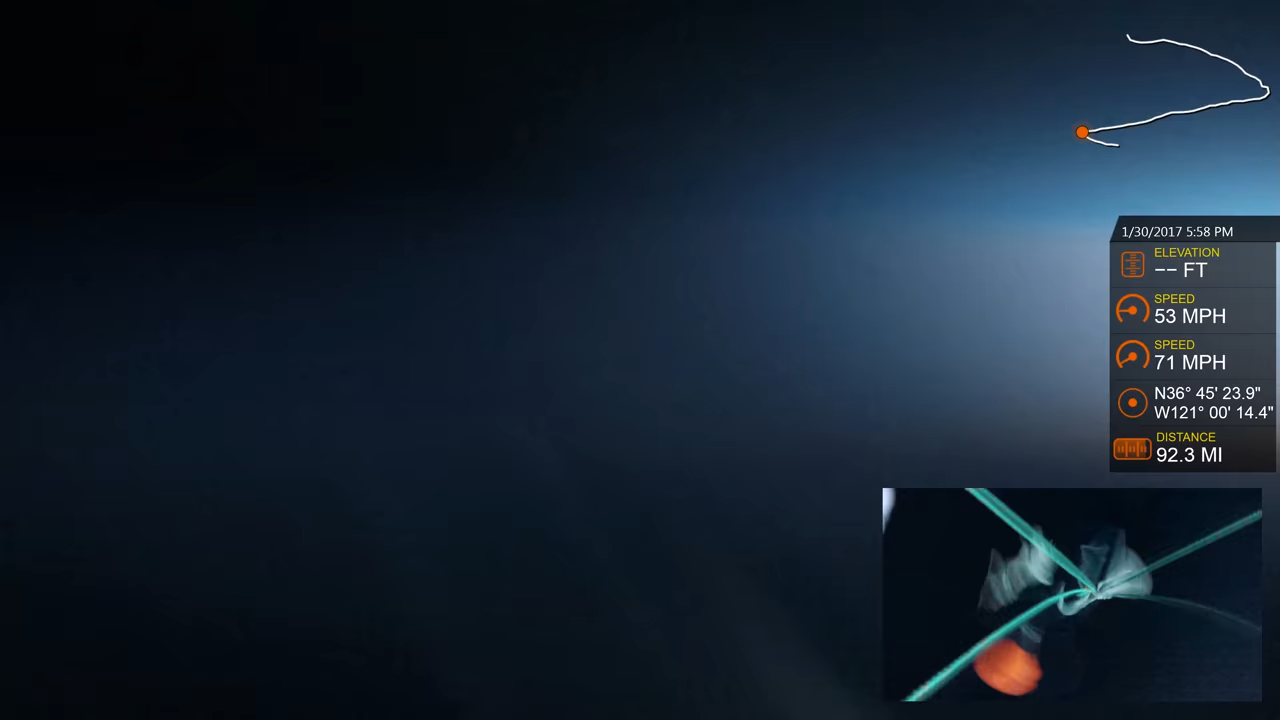 1/30/2017 5:58 PM
ELEVATION
-- FT
SPEED
53 MPH
SPEED
71 MPH
N36° 45' 23.9"
W121° 00' 14.4"
DISTANCE
92.3 MI